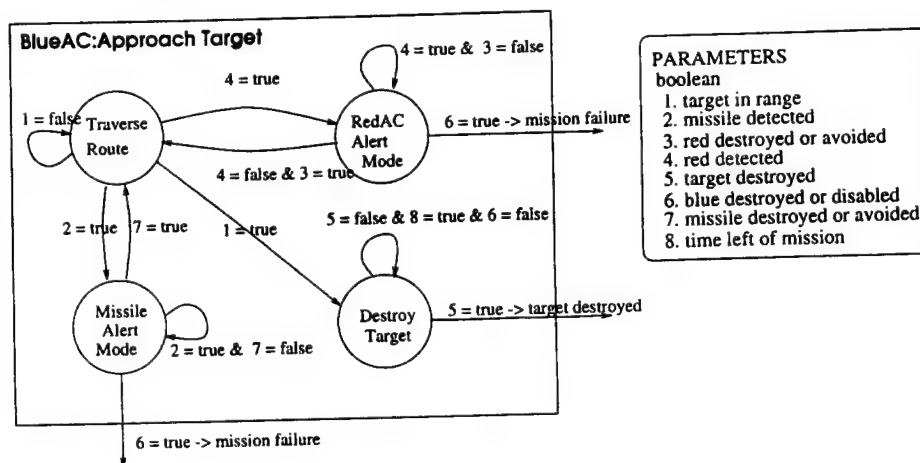 BlueAC:Approach Target
4 = true & 3 = false
4 = true
1 = false
Traverse
Route
RedAC
Alert
Mode
6 = true -> mission failure
4 = false & 3 = true
5 = false & 8 = true & 6 = false
2 = true
7 = true
1 = true
Missile
Alert
Mode
2 = true & 7 = false
Destroy
Target
5 = true -> target destroyed
6 = true -> mission failure
PARAMETERS
boolean
1. target in range
2. missile detected
3. red destroyed or avoided
4. red detected
5. target destroyed
6. blue destroyed or disabled
7. missile destroyed or avoided
8. time left of mission